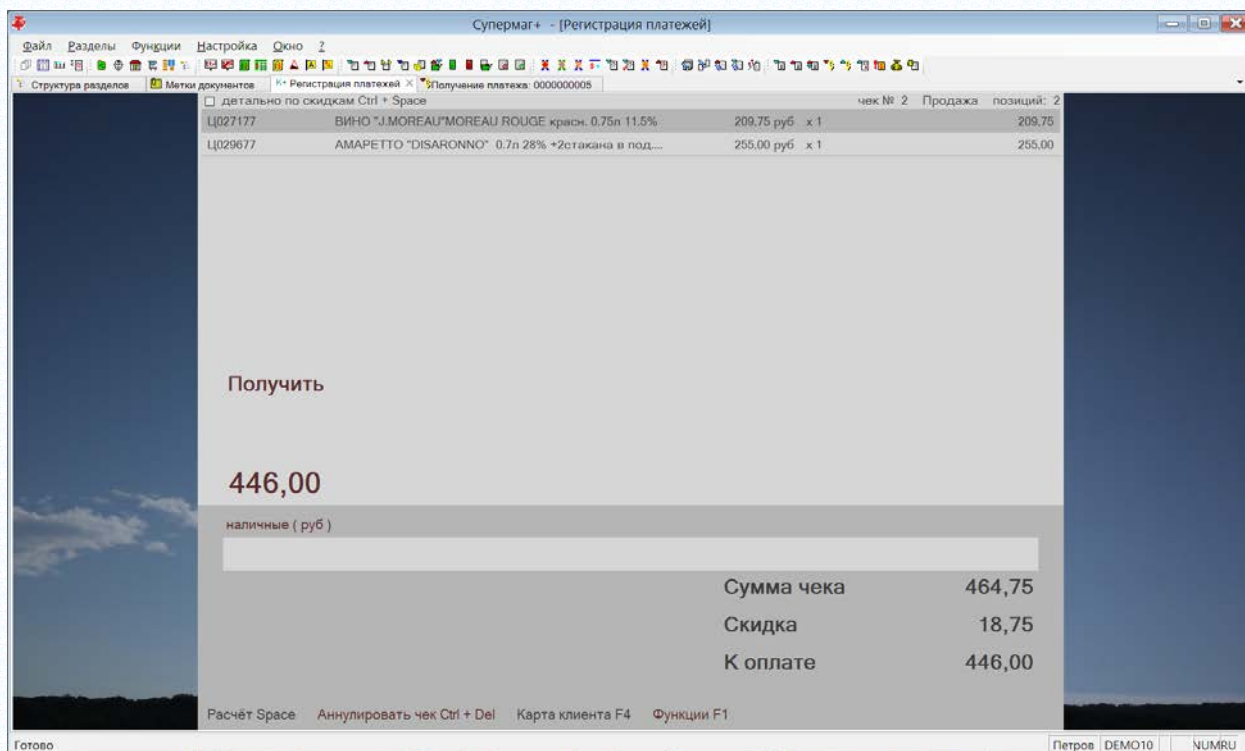 Супермаг+ - [Регистрация платежей]
Файл Разделы Функции Настройка Окно ?
Структура разделов Метки документов К+ Регистрация платежей Получение платежа: 0000000005
детально по скидкам Ctrl + Space чек № 2 Продажа позиций: 2
Ц027177 ВИНО "J.MOREAU"MOREAU ROUGE красн. 0.75л 11.5% 209,75 руб x 1 209,75
Ц029677 АМАРЕТТО "DISARONNO" 0.7л 28% +2стакана в под.... 255,00 руб x 1 255,00
Получить
446,00
наличные ( руб )
Сумма чека 464,75
Скидка 18,75
К оплате 446,00
Расчёт Space Аннулировать чек Ctrl + Del Карта клиента F4 Функции F1
Готово Петров DEMO10 NUM RU